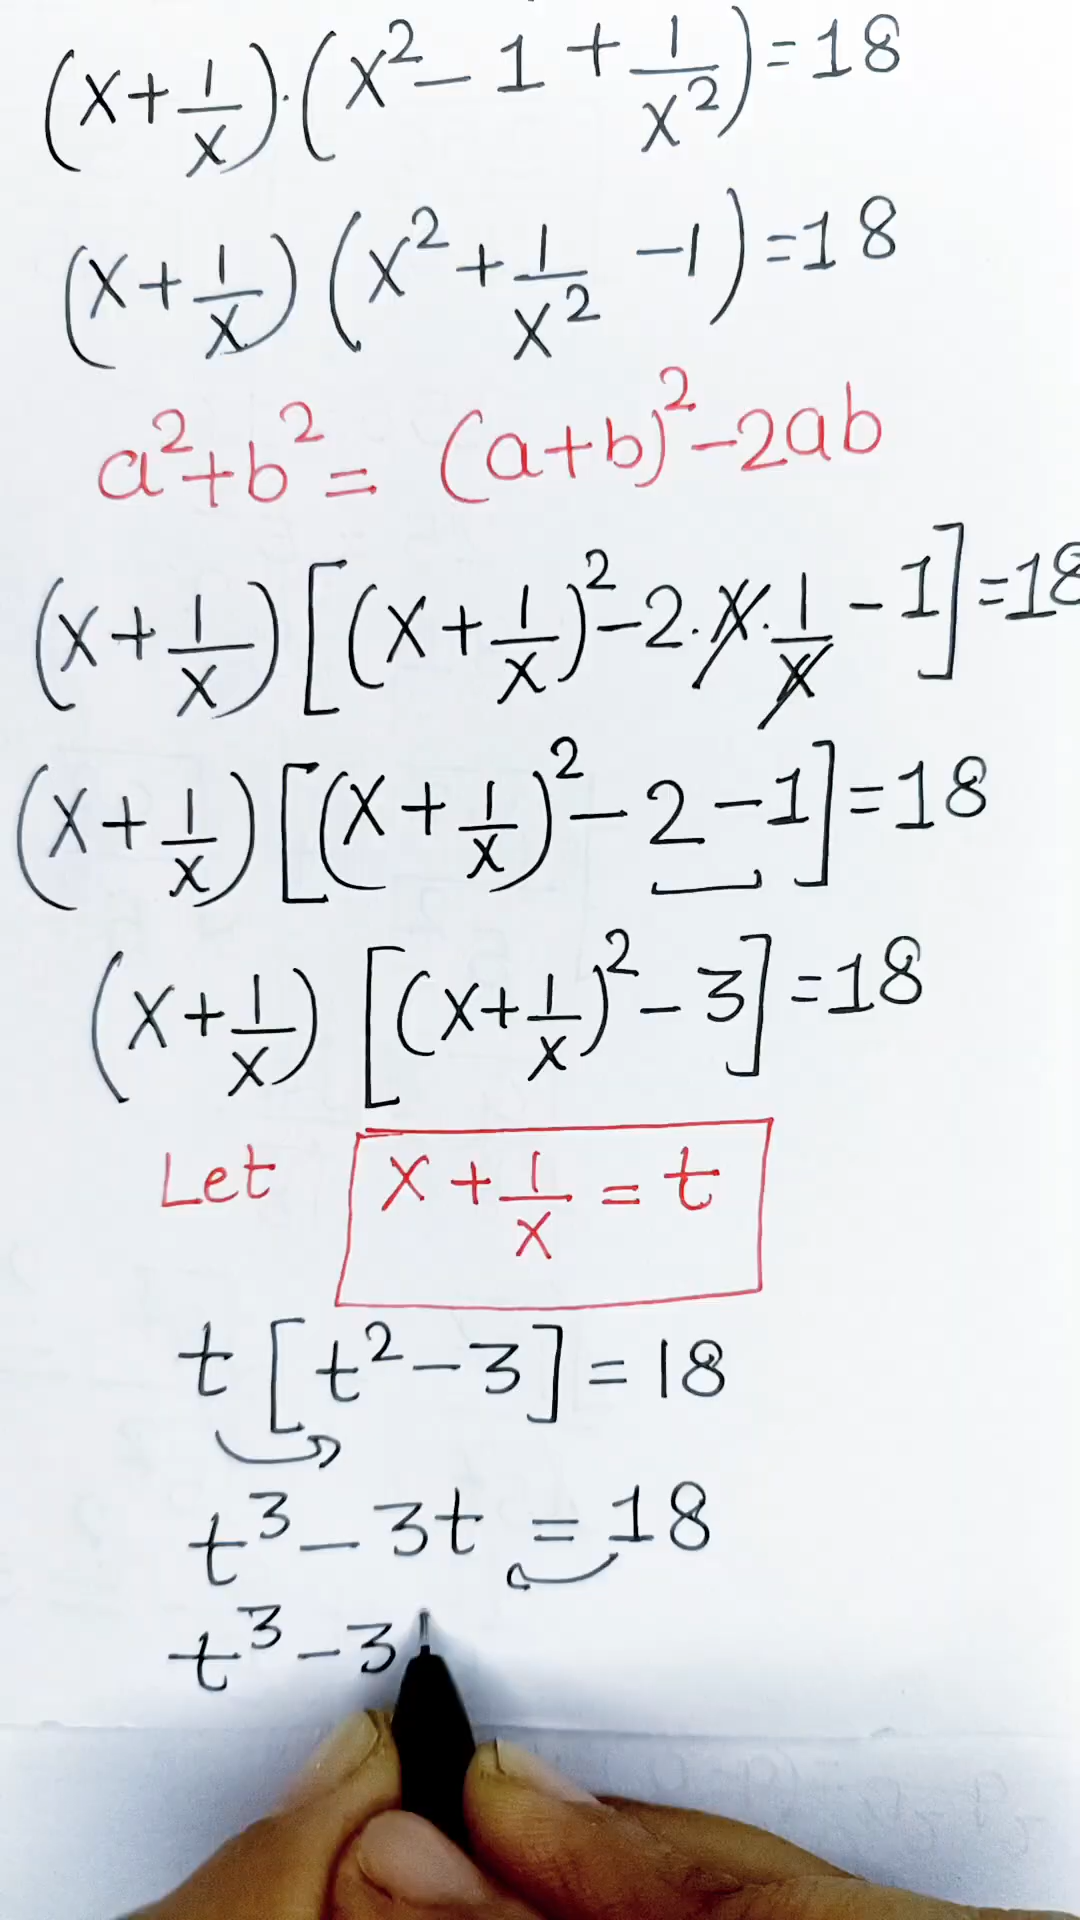 (x+1/x)·(x²-1+1/x²)=18
(x+1/x)(x²+1/x² -1)=18
a²+b²= (a+b)²-2ab
(x+1/x)[(x+1/x)²-2·x·1/x-1]=18
(x+1/x)[(x+1/x)²-2-1]=18
(x+1/x)[(x+1/x)²-3]=18
Let x+1/x=t
t[t²-3]=18
t³-3t=18
t³-3